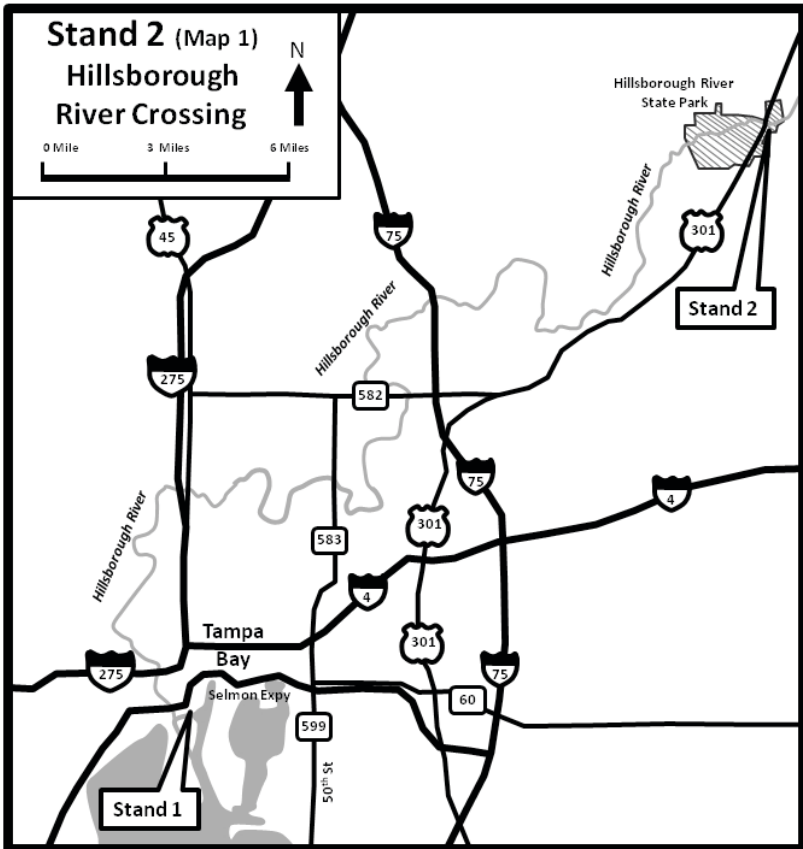 Stand 2 (Map 1)
Hillsborough
River Crossing
N
0 Mile
3 Miles
6 Miles
Hillsborough River
State Park
45
75
301
Hillsborough River
Stand 2
Hillsborough River
275
582
75
4
Hillsborough River
301
583
4
Tampa
Bay
301
275
75
Selmon Expy
60
599
50th St
Stand 1